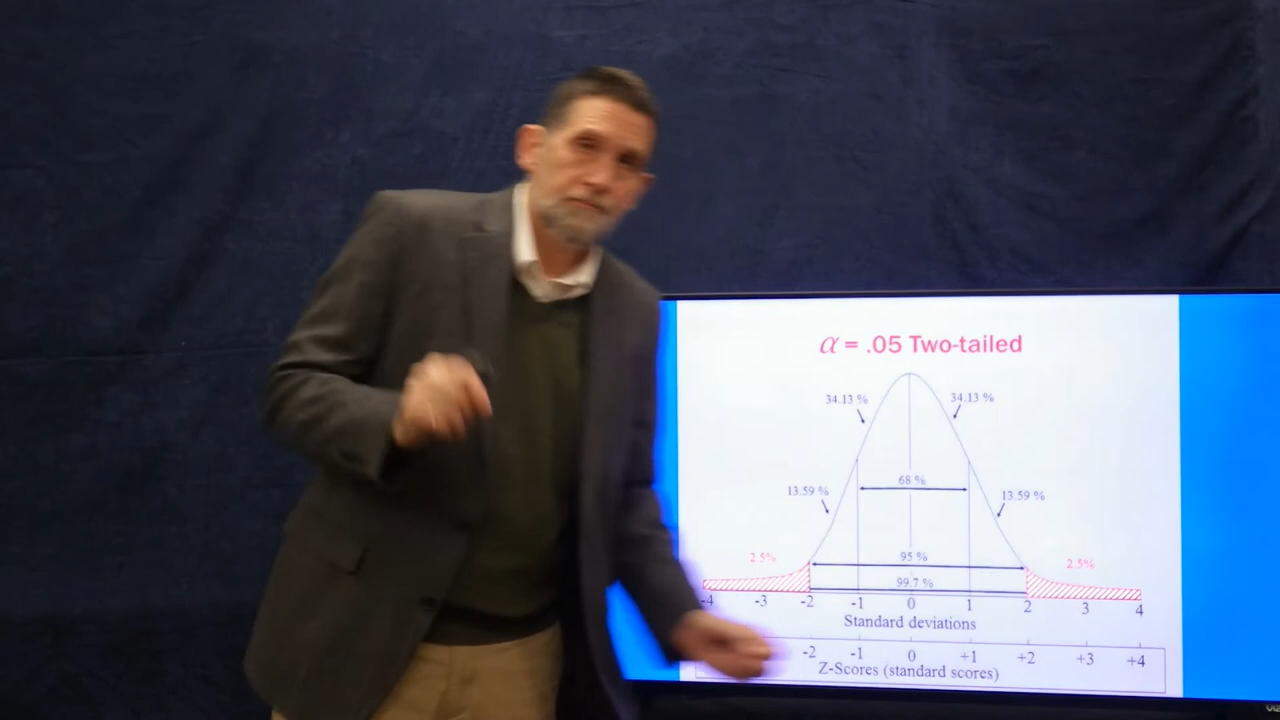 α = .05 Two-tailed
34.13 % 34.13 %
13.59 % 68 % 13.59 %
2.5% 95 % 2.5%
99.7 %
-4 -3 -2 -1 0 1 2 3 4
Standard deviations
-2 -1 0 +1 +2 +3 +4
Z-Scores (standard scores)